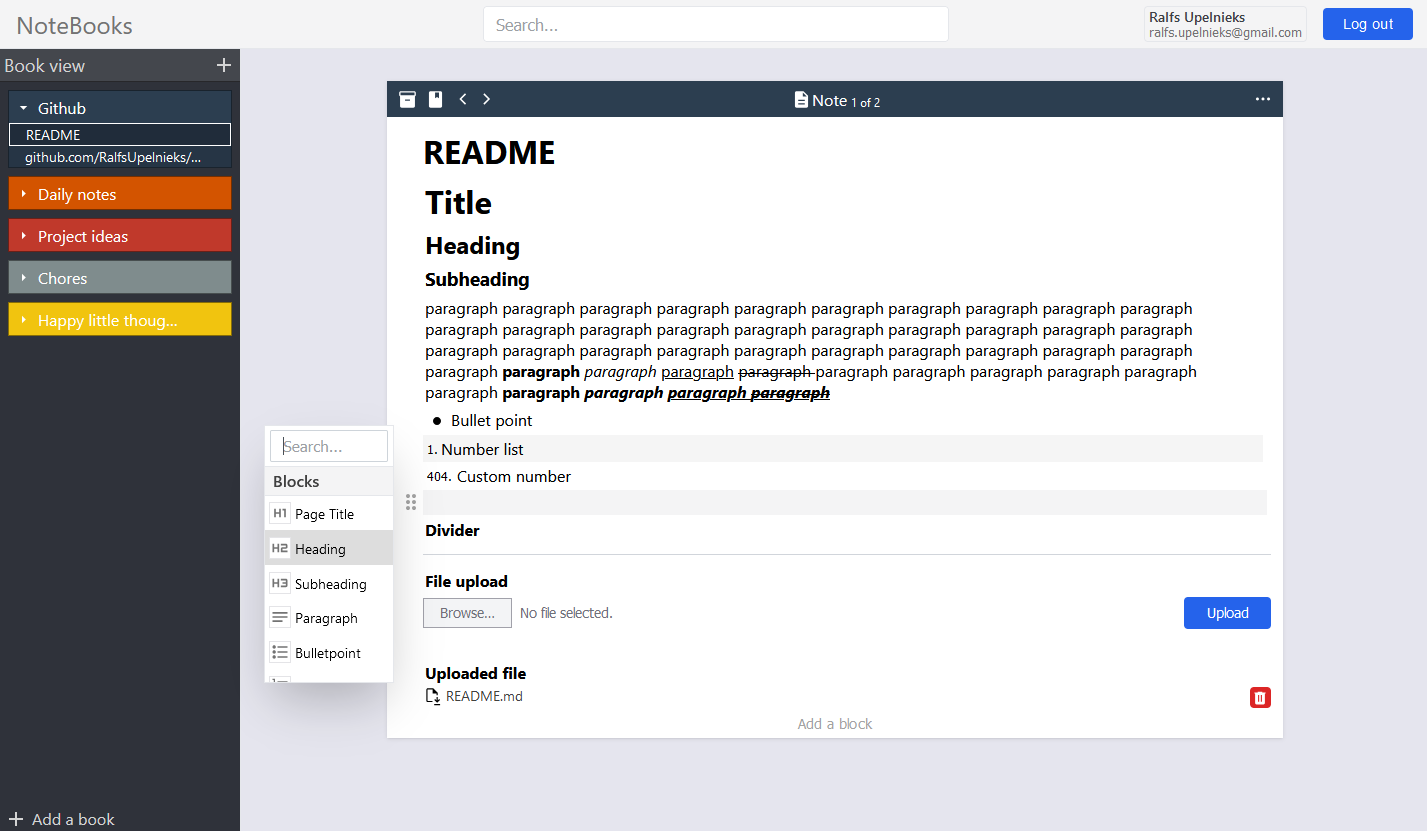 NoteBooks
Search...
Ralfs Upelnieks
ralfs.upelnieks@gmail.com
Log out
Book view
Github
README
github.com/RalfsUpelnieks/...
Daily notes
Project ideas
Chores
Happy little thoug...
Add a book
Note 1 of 2
README
Title
Heading
Subheading
paragraph paragraph paragraph paragraph paragraph paragraph paragraph paragraph paragraph paragraph
paragraph paragraph paragraph paragraph paragraph paragraph paragraph paragraph paragraph paragraph
paragraph paragraph paragraph paragraph paragraph paragraph paragraph paragraph paragraph paragraph
paragraph paragraph paragraph paragraph paragraph paragraph paragraph paragraph paragraph paragraph
paragraph paragraph paragraph paragraph paragraph
● Bullet point
1. Number list
404. Custom number
Divider
File upload
Browse...
No file selected.
Upload
Uploaded file
README.md
Add a block
Search...
Blocks
H1 Page Title
H2 Heading
H3 Subheading
Paragraph
Bulletpoint